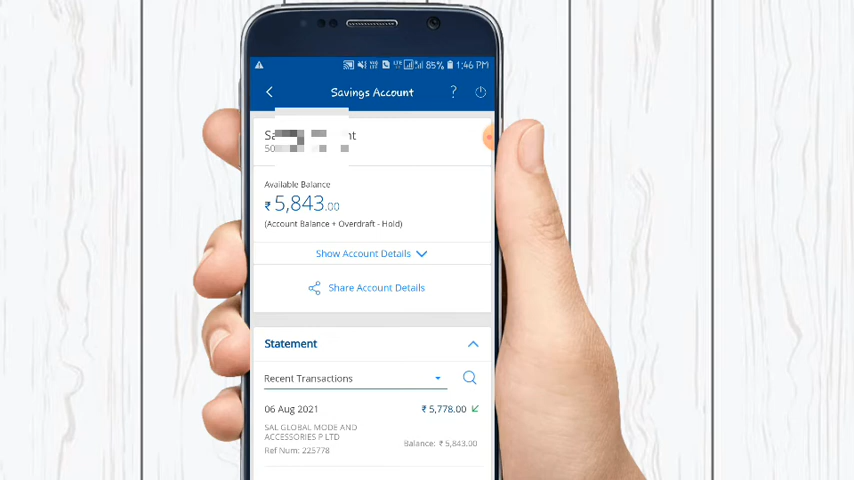 85% 1:46 PM
Savings Account ?
Available Balance
₹ 5,843.00
(Account Balance + Overdraft - Hold)
Show Account Details
Share Account Details
Statement
Recent Transactions
06 Aug 2021 ₹ 5,778.00
SAL GLOBAL MODE AND
ACCESSORIES P LTD
Balance: ₹ 5,843.00
Ref Num: 225778